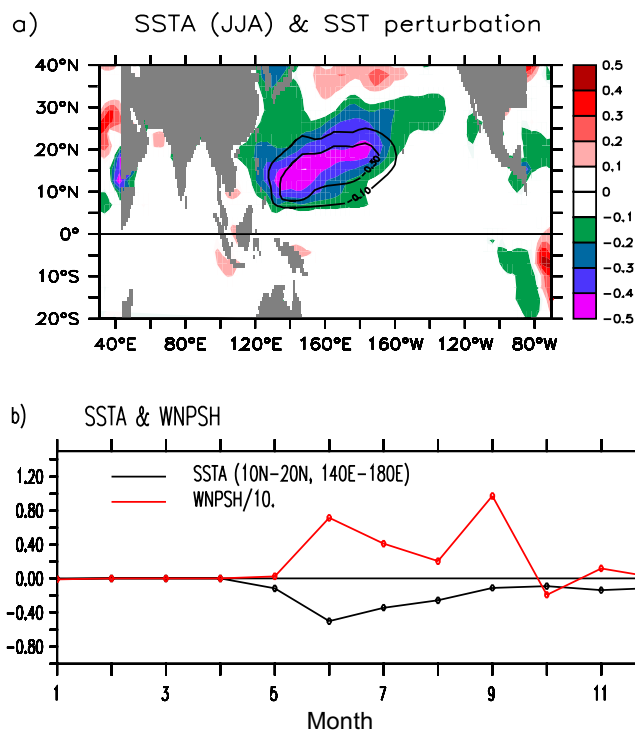 a) SSTA (JJA) & SST perturbation
40°N
30°N
20°N
10°N
0°
10°S
20°S
40°E 80°E 120°E 160°E 160°W 120°W 80°W
-0.30
-0.10
0.5
0.4
0.3
0.2
0.1
0
-0.1
-0.2
-0.3
-0.4
-0.5
b) SSTA & WNPSH
SSTA (10N-20N, 140E-180E)
WNPSH/10.
1.20
0.80
0.40
0.00
-0.40
-0.80
1 3 5 7 9 11
Month